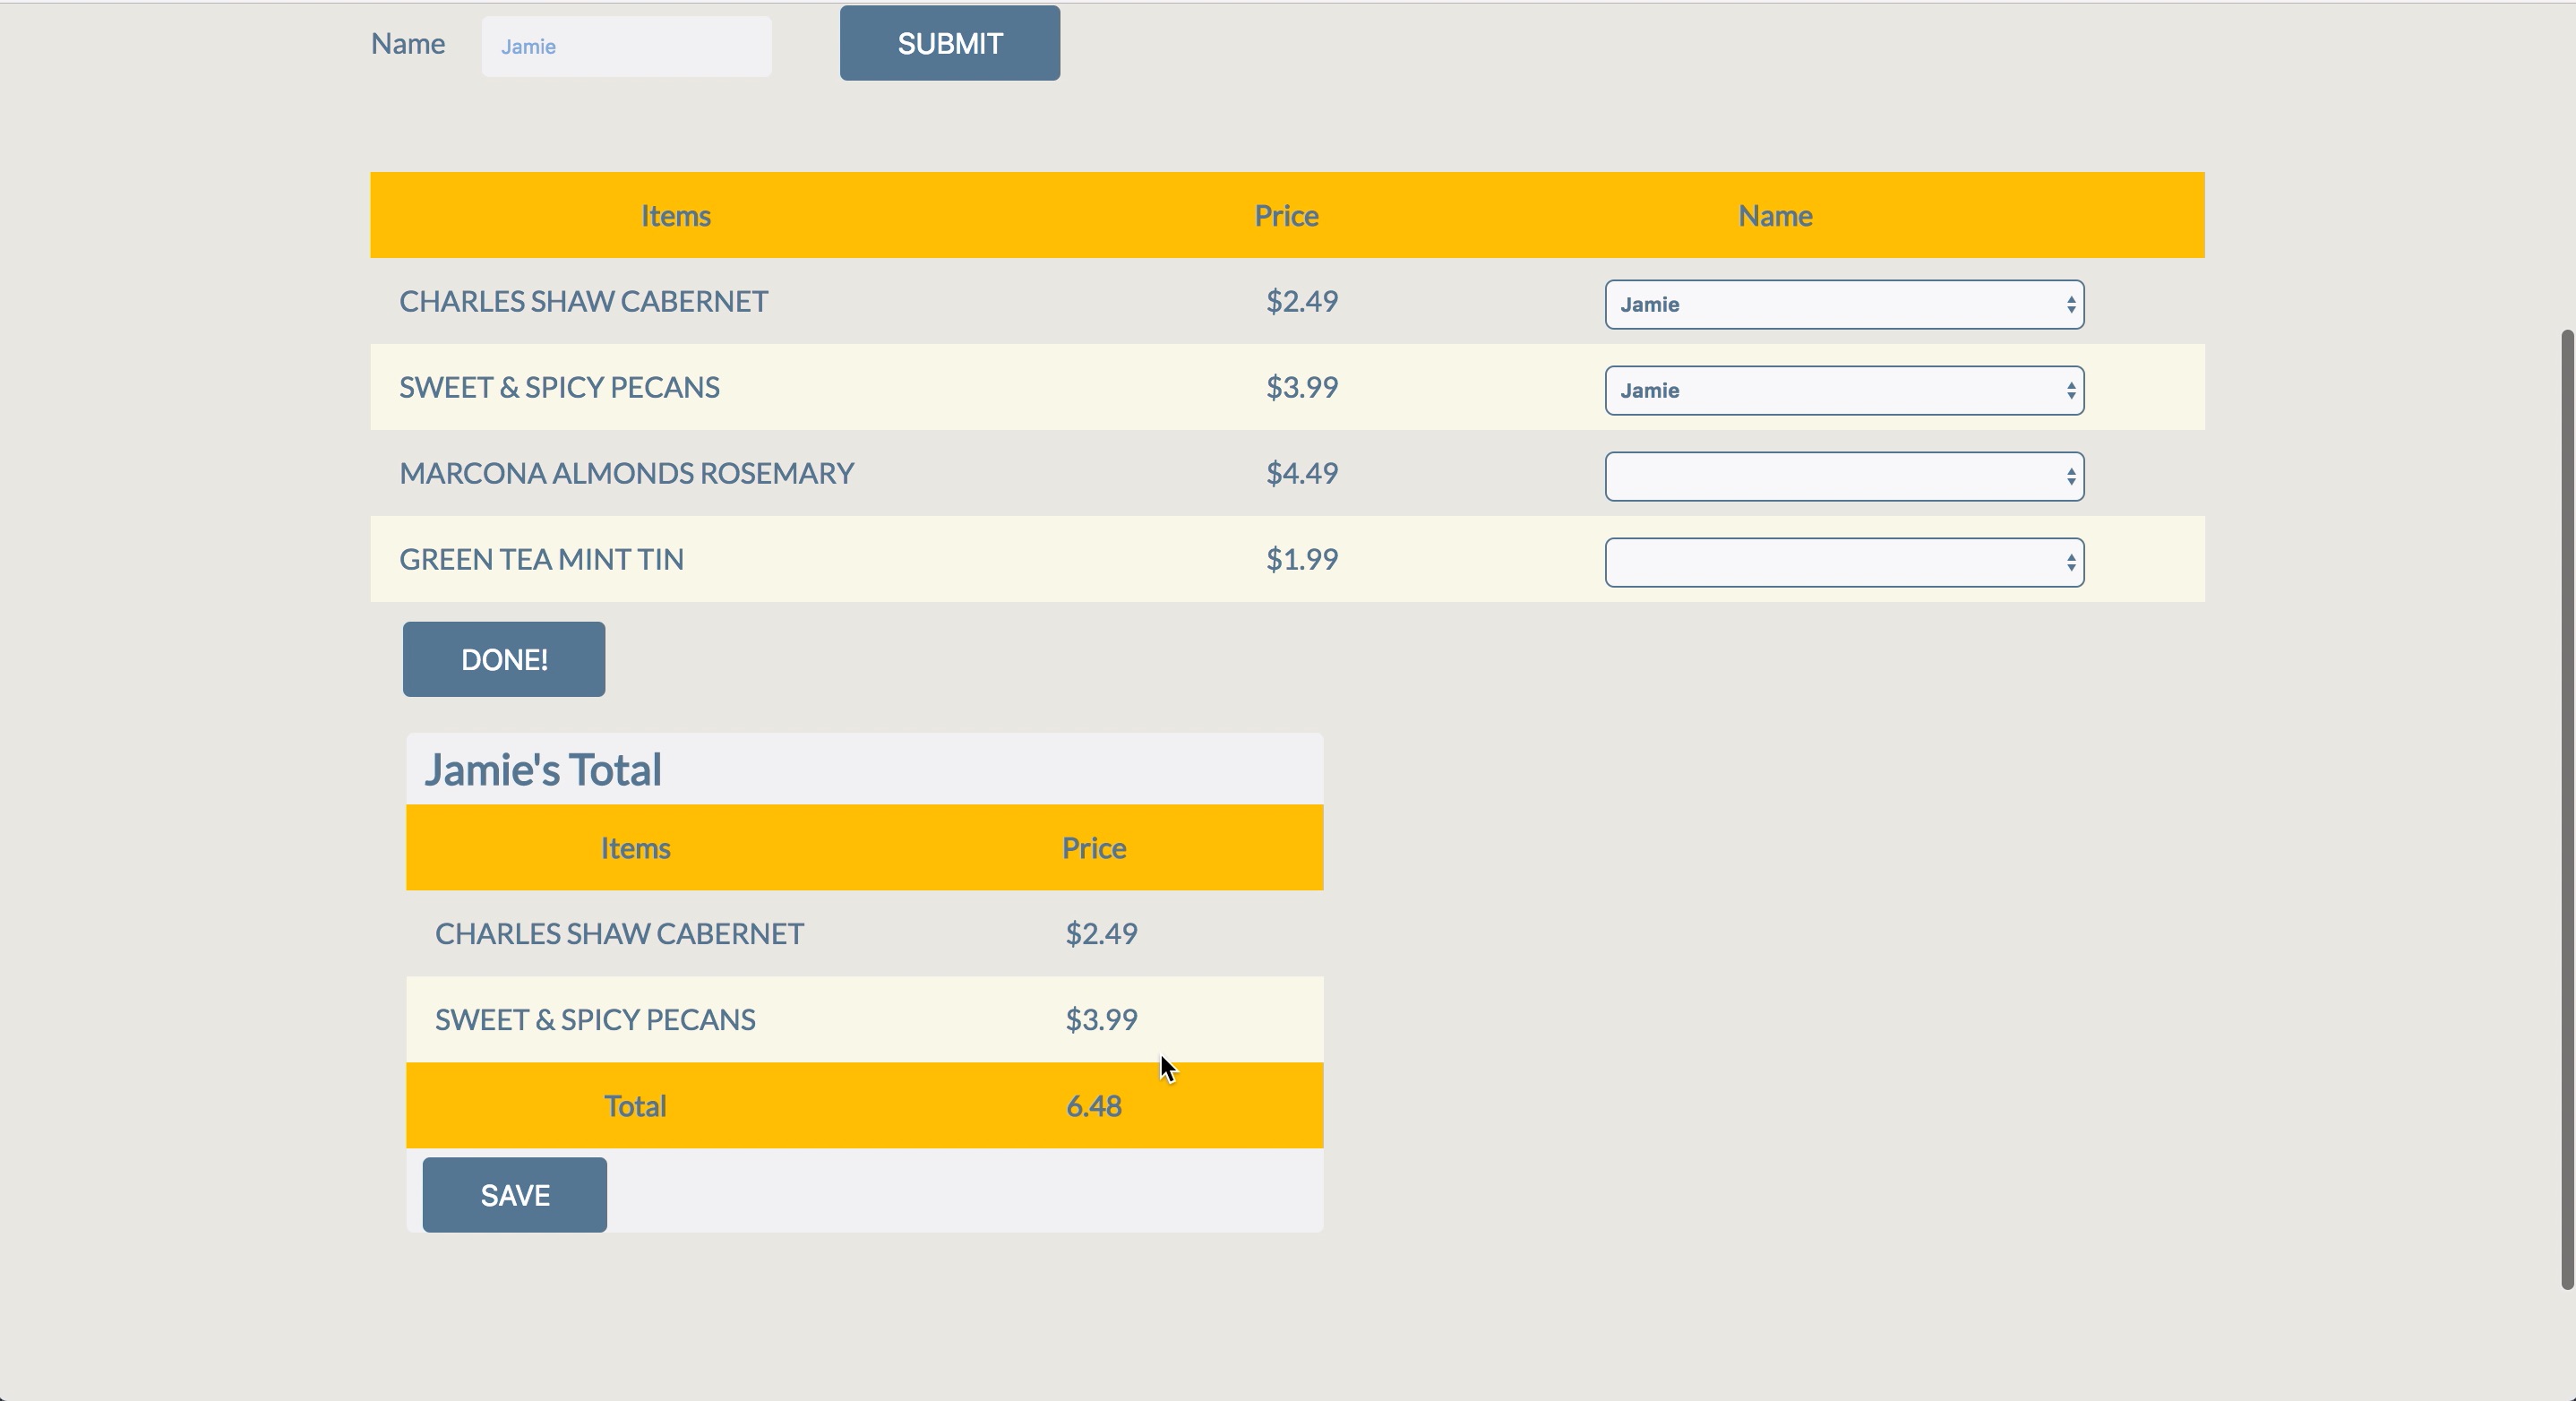 Name Jamie SUBMIT
Items Price Name
CHARLES SHAW CABERNET $2.49 Jamie
SWEET & SPICY PECANS $3.99 Jamie
MARCONA ALMONDS ROSEMARY $4.49
GREEN TEA MINT TIN $1.99
DONE!
Jamie's Total
Items Price
CHARLES SHAW CABERNET $2.49
SWEET & SPICY PECANS $3.99
Total 6.48
SAVE